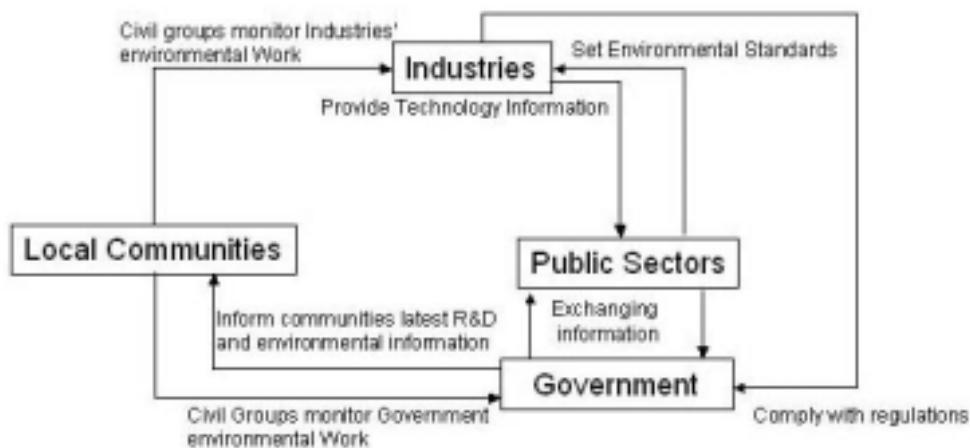 Civil groups monitor Industries'
environmental Work
Industries
Set Environmental Standards
Provide Technology Information
Local Communities
Public Sectors
Inform communities latest R&D
and environmental information
Exchanging
information
Government
Civil Groups monitor Government
environmental Work
Comply with regulations